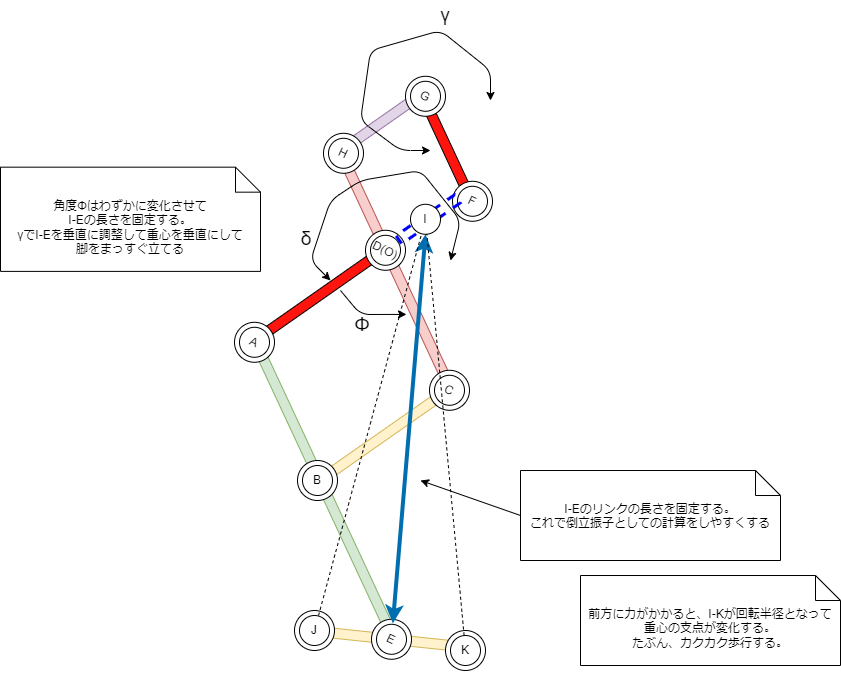 γ
G
H
F
I
D(O)
角度Φはわずかに変化させて
I-Eの長さを固定する。
γでI-Eを垂直に調整して重心を垂直にして
脚をまっすぐ立てる
δ
Φ
A
C
B
I-Eのリンクの長さを固定する。
これで倒立振子としての計算をしやすくする
前方に力がかかると、I-Kが回転半径となって
重心の支点が変化する。
たぶん、カクカク歩行する。
J
E
K